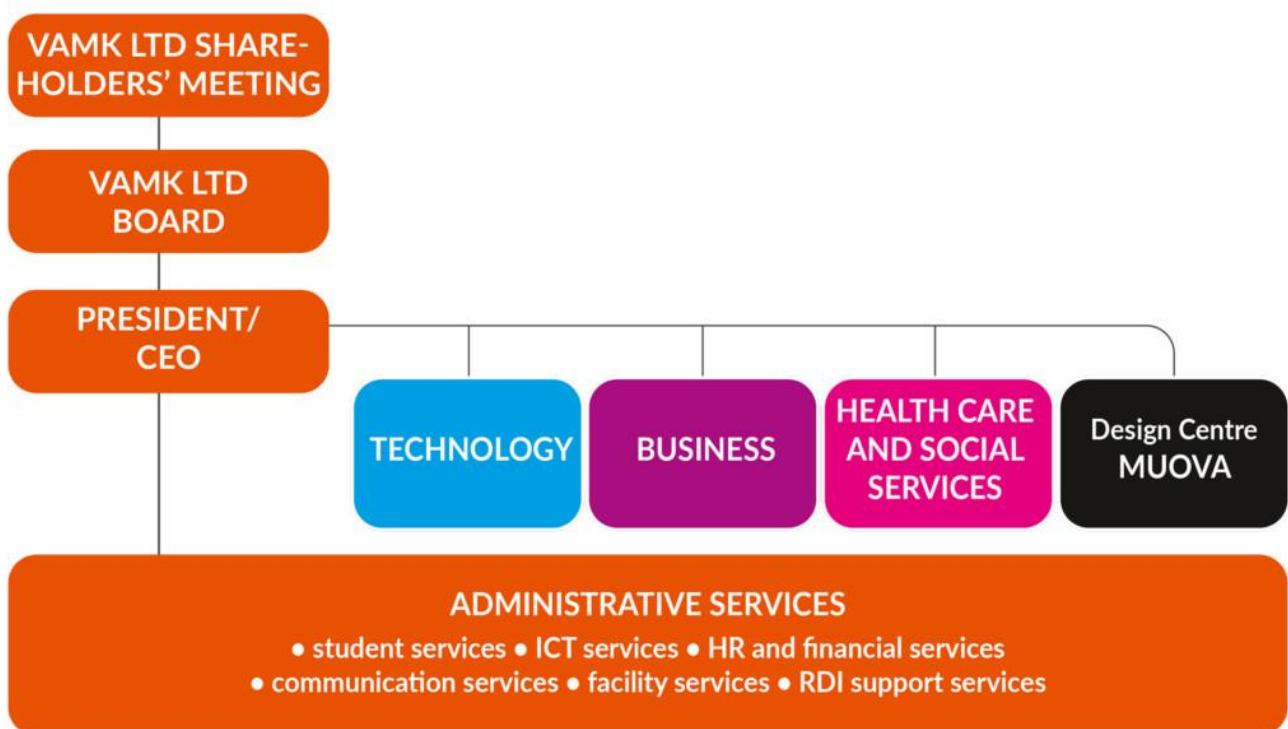 VAMK LTD SHARE-
HOLDERS’ MEETING
VAMK LTD
BOARD
PRESIDENT/
CEO
TECHNOLOGY
BUSINESS
HEALTH CARE
AND SOCIAL
SERVICES
Design Centre
MUOVA
ADMINISTRATIVE SERVICES
● student services ● ICT services ● HR and financial services
● communication services ● facility services ● RDI support services